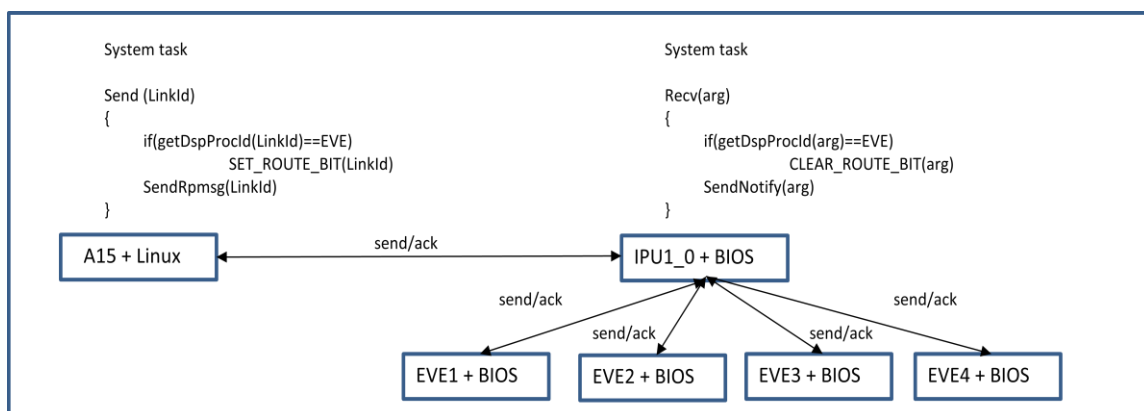 System task
Send (LinkId)
{
if(getDspProcId(LinkId)==EVE)
SET_ROUTE_BIT(LinkId)
SendRpmsg(LinkId)
}
System task
Recv(arg)
{
if(getDspProcId(arg)==EVE)
CLEAR_ROUTE_BIT(arg)
SendNotify(arg)
}
A15 + Linux
send/ack
IPU1_0 + BIOS
send/ack
send/ack
send/ack
send/ack
EVE1 + BIOS
EVE2 + BIOS
EVE3 + BIOS
EVE4 + BIOS